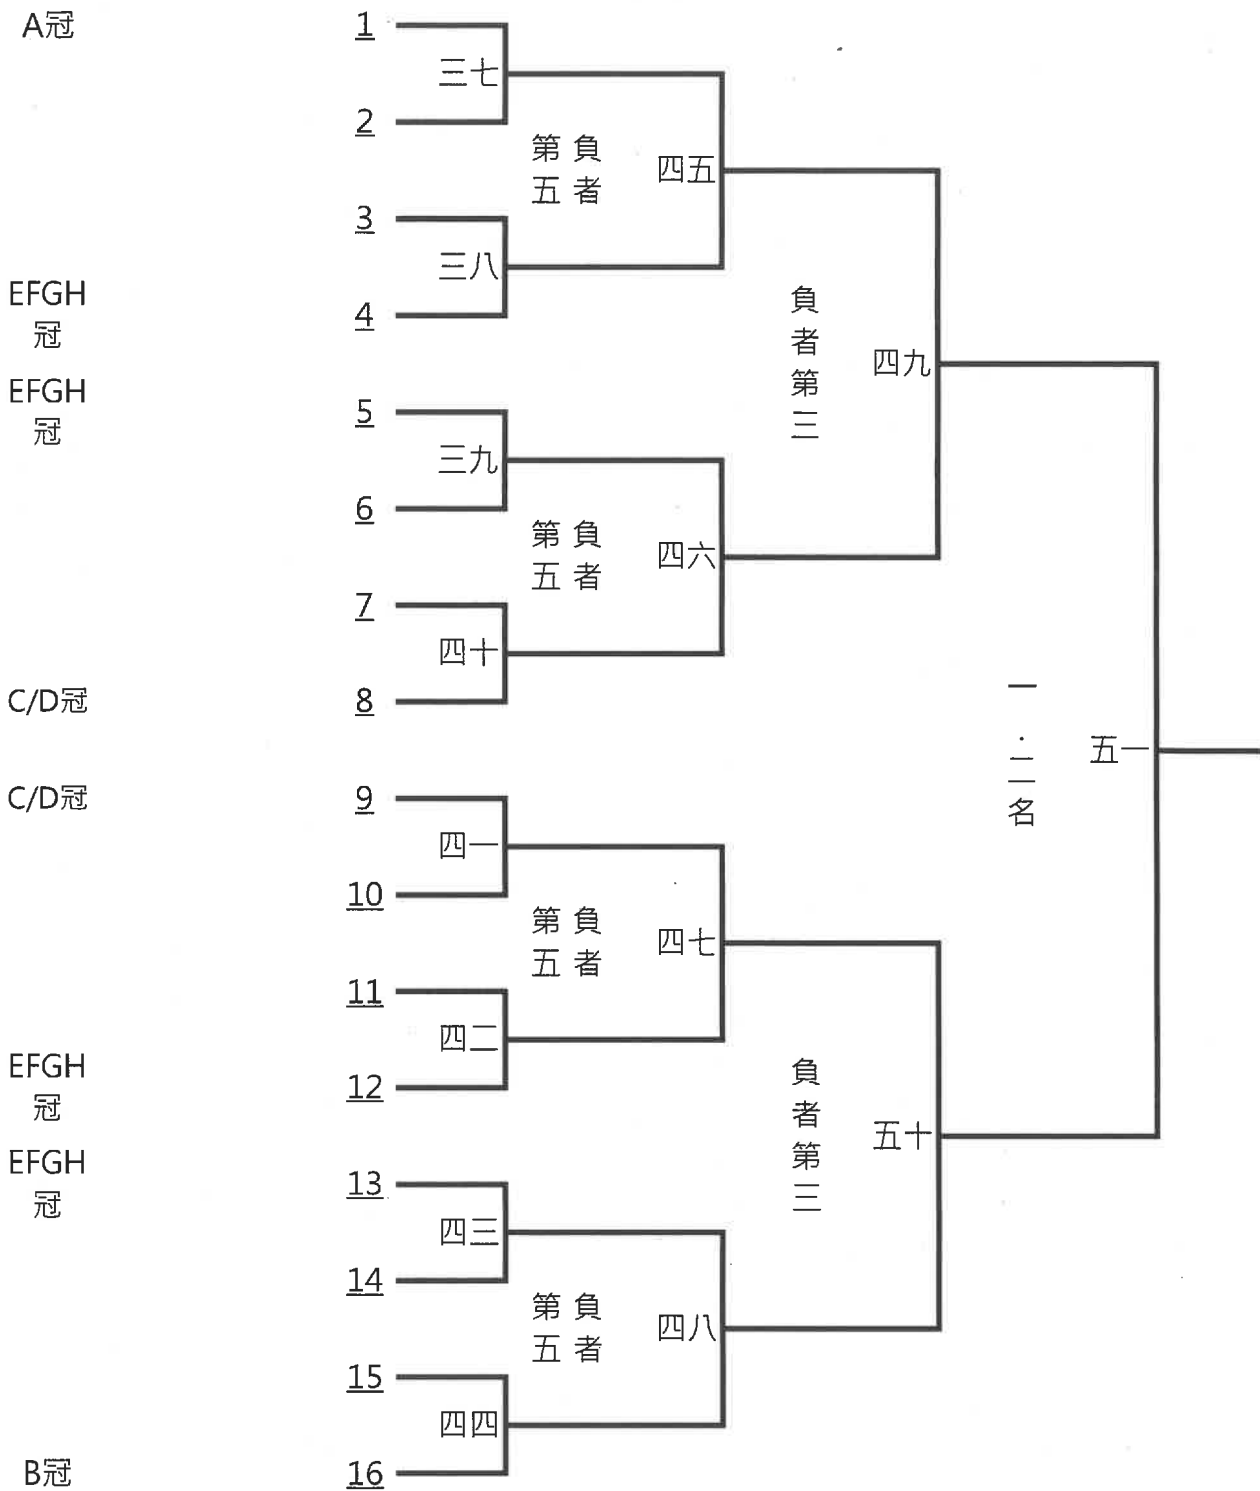 A冠
1
三七
2
負者
第五
四五
3
三八
EFGH
冠
4
負者第三
四九
EFGH
冠
5
三九
6
負者
第五
四六
7
四十
C/D冠
8
一.二名
五一
C/D冠
9
四一
10
負者
第五
四七
11
四二
EFGH
冠
12
負者第三
五十
EFGH
冠
13
四三
14
負者
第五
四八
15
四四
B冠
16